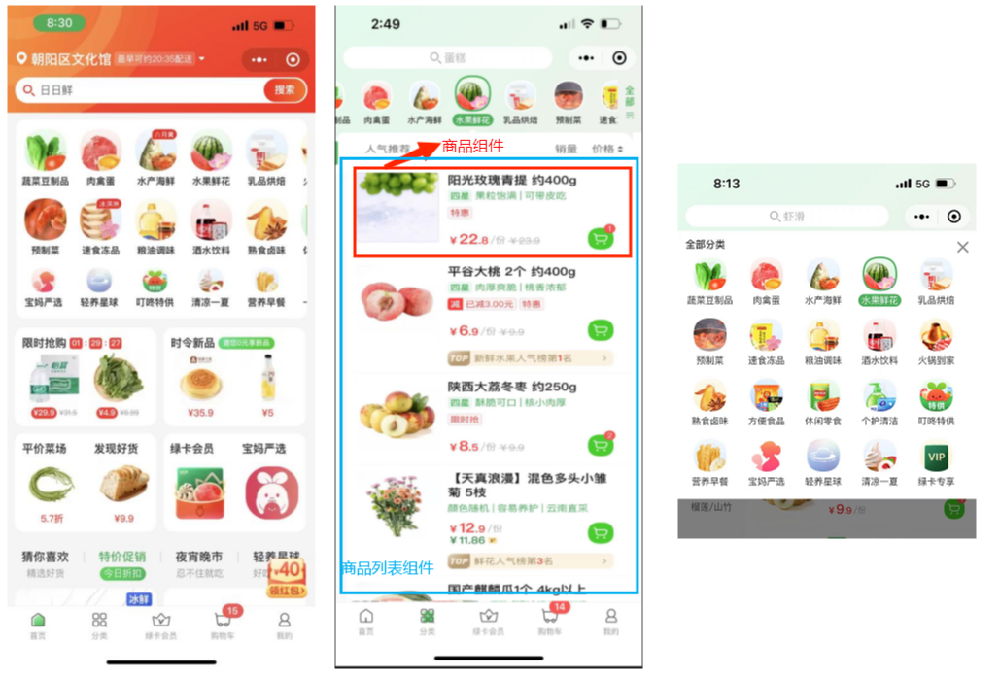 8:30
5G
朝阳区文化馆 最早可约20:35配送
日日鲜
搜索
八月黄
蔬菜豆制品 肉禽蛋 水产海鲜 水果鲜花 乳品烘焙
预制菜 速食冻品 粮油调味 酒水饮料 熟食卤味
宝妈严选 轻养星球 叮咚特供 清凉一夏 营养早餐
特供
限时抢购 01:29:27
时令新品
¥29.9 ¥31.5 ¥4.9 ¥35.9 ¥5
平价菜场 发现好货 绿卡会员 宝妈严选
VIP
5.7折 ¥9.9
猜你喜欢 特价促销 夜宵晚市 轻养星球
精选好货 今日折扣 忍不住就吃
¥40
领红包
冰鲜
15
首页 分类 绿卡会员 购物车 我的
2:49
蛋糕
制品 肉禽蛋 水产海鲜 水果鲜花 乳品烘焙 预制菜 速食
全部
人气推荐 销量 价格
商品组件
阳光玫瑰青提 约400g
四星 果粒饱满 | 可带皮吃
特惠
¥22.8/份 ¥23.9
1
平谷大桃 2个 约400g
四星 肉厚爽脆 | 桃香浓郁
减 已减3.00元 特惠
¥6.9/份 ¥9.9
TOP 新鲜水果人气榜第1名
陕西大荔冬枣 约250g
四星 酥脆可口 | 核小肉厚
限时抢
¥8.5/份 ¥9.9
2
【天真浪漫】混色多头小雏
菊 5枝
颜色随机 | 容易养护 | 云南直采
¥12.9/份
¥11.86
TOP 鲜花人气榜第3名
商品列表组件
国产麒麟瓜1个 4kg以上
14
首页 分类 绿卡会员 购物车 我的
8:13
5G
虾滑
全部分类
蔬菜豆制品 肉禽蛋 水产海鲜 水果鲜花 乳品烘焙
预制菜 速食冻品 粮油调味 酒水饮料 火锅到家
熟食卤味 方便食品 休闲零食 个护清洁 叮咚特供
特供
营养早餐 宝妈严选 轻养星球 清凉一夏 绿卡专享
VIP
榴莲/山竹
¥9.9/份